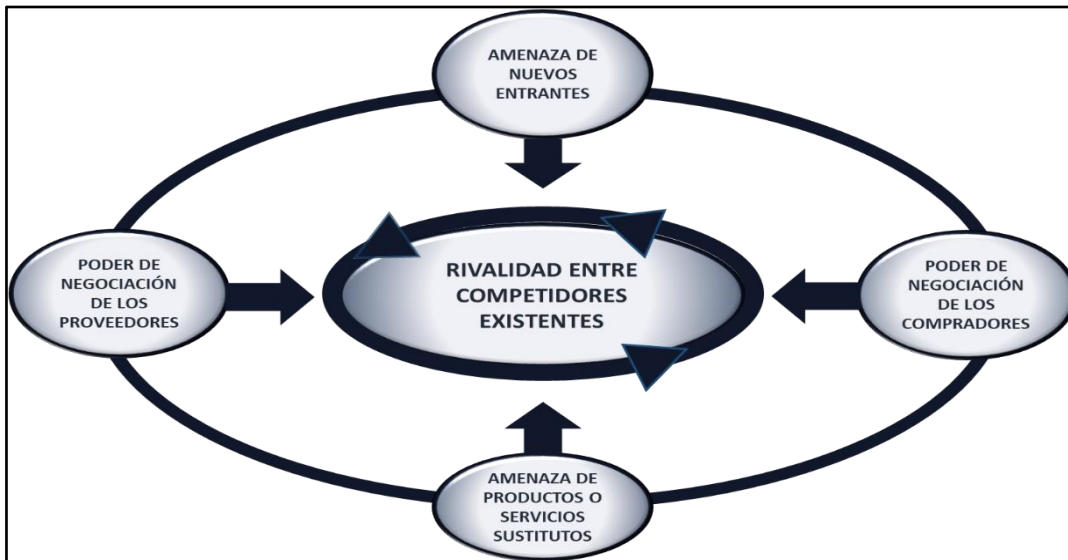 AMENAZA DE
NUEVOS
ENTRANTES
PODER DE
NEGOCIACIÓN
DE LOS
PROVEEDORES
RIVALIDAD ENTRE
COMPETIDORES
EXISTENTES
PODER DE
NEGOCIACIÓN
DE LOS
COMPRADORES
AMENAZA DE
PRODUCTOS O
SERVICIOS
SUSTITUTOS